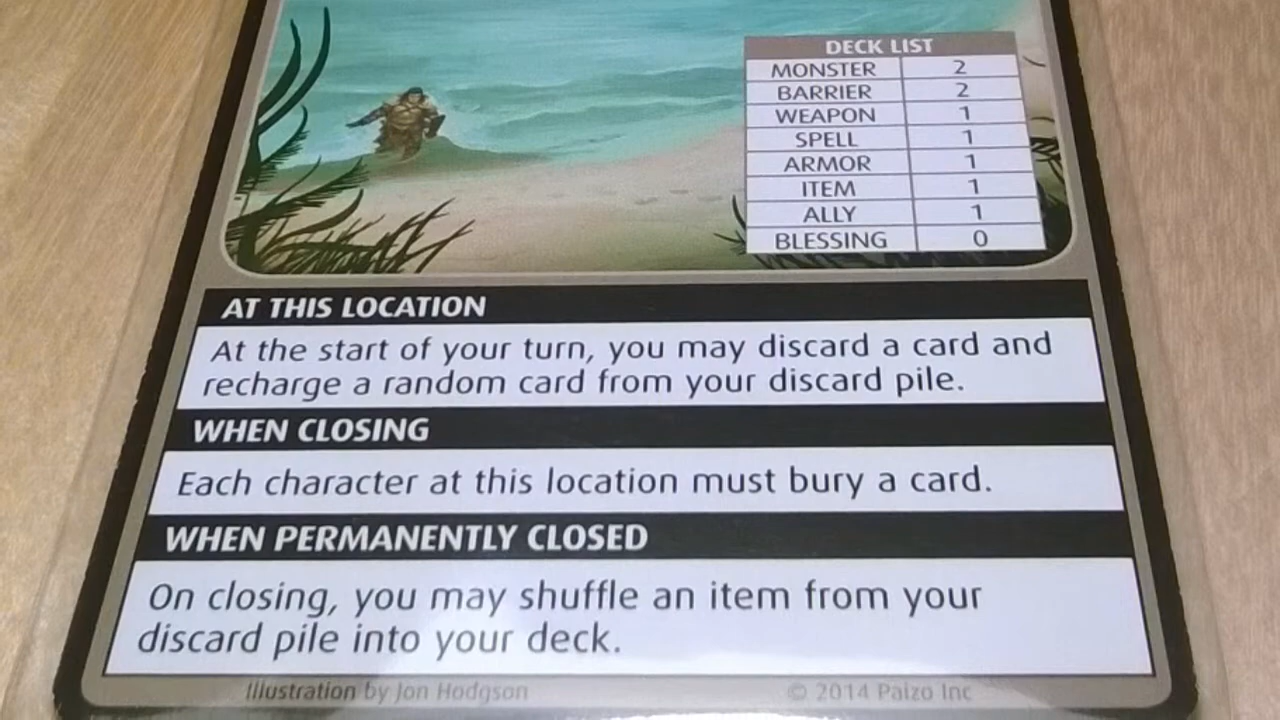 DECK LIST
MONSTER 2
BARRIER 2
WEAPON 1
SPELL 1
ARMOR 1
ITEM 1
ALLY 1
BLESSING 0
AT THIS LOCATION
At the start of your turn, you may discard a card and
recharge a random card from your discard pile.
WHEN CLOSING
Each character at this location must bury a card.
WHEN PERMANENTLY CLOSED
On closing, you may shuffle an item from your
discard pile into your deck.
Illustration by Jon Hodgson © 2014 Paizo Inc